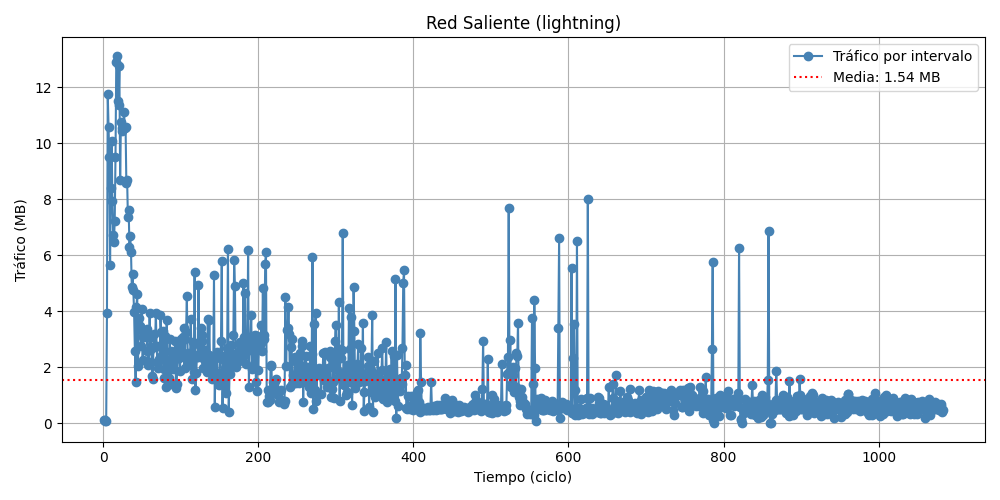 Red Saliente (lightning)
Tráfico por intervalo
Media: 1.54 MB
Tráfico (MB)
12
10
8
6
4
2
0
0 200 400 600 800 1000
Tiempo (ciclo)